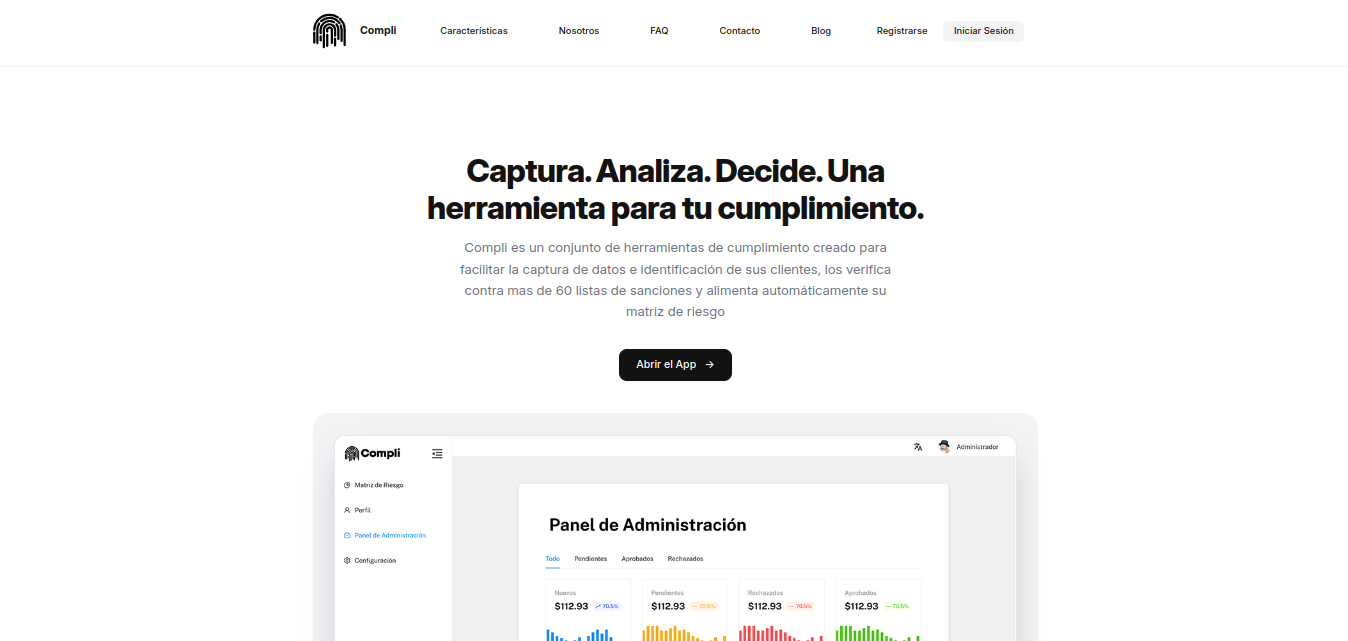 Compli Características Nosotros FAQ Contacto Blog Registrarse Iniciar Sesión
Captura. Analiza. Decide. Una
herramienta para tu cumplimiento.
Compli es un conjunto de herramientas de cumplimiento creado para
facilitar la captura de datos e identificación de sus clientes, los verifica
contra mas de 60 listas de sanciones y alimenta automáticamente su
matriz de riesgo
Abrir el App →
Compli
Administrador
Matriz de Riesgo
Perfil
Panel de Administración
Configuración
Panel de Administración
Todo Pendientes Aprobados Rechazados
Nuevos Pendientes Rechazados Aprobados
$112.93 70.5% $112.93 — 70.5% $112.93 — 70.5% $112.93 — 70.5%